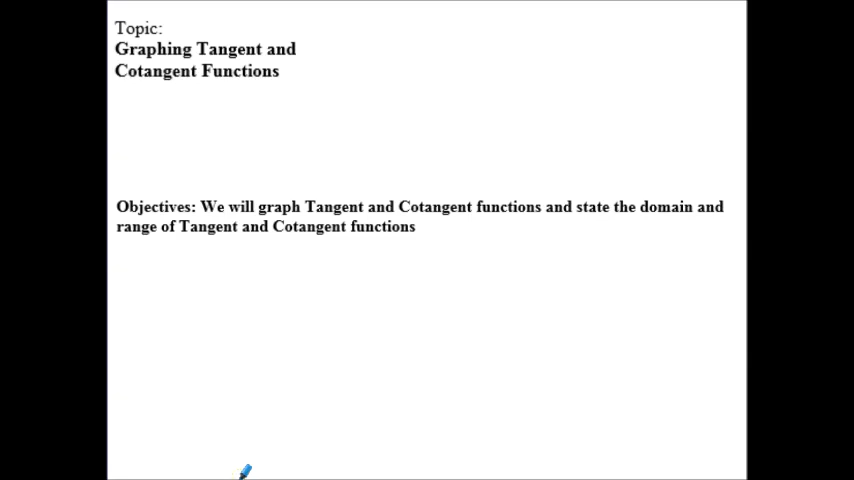 Topic:
Graphing Tangent and
Cotangent Functions
Objectives: We will graph Tangent and Cotangent functions and state the domain and
range of Tangent and Cotangent functions